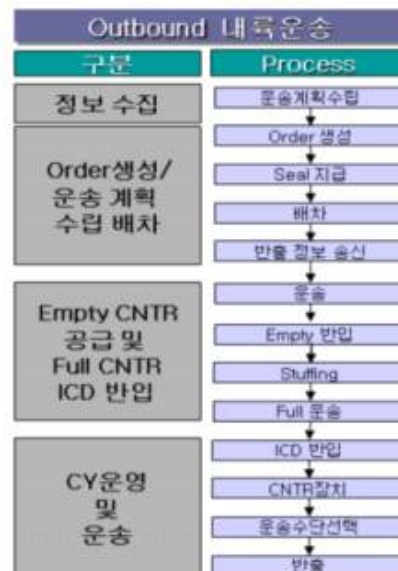 Outbound 내륙운송
구분
Process
정보 수집
Order생성/
운송 계획
수립 배차
Empty CNTR
공급 및
Full CNTR
ICD 반입
CY운영
및
운송
운송계획수립
Order 생성
Seal 지급
배차
반출 정보 송신
운송
Empty 반입
Stuffing
Full 운송
ICD 반입
CNTR장치
운송수단선택
반출